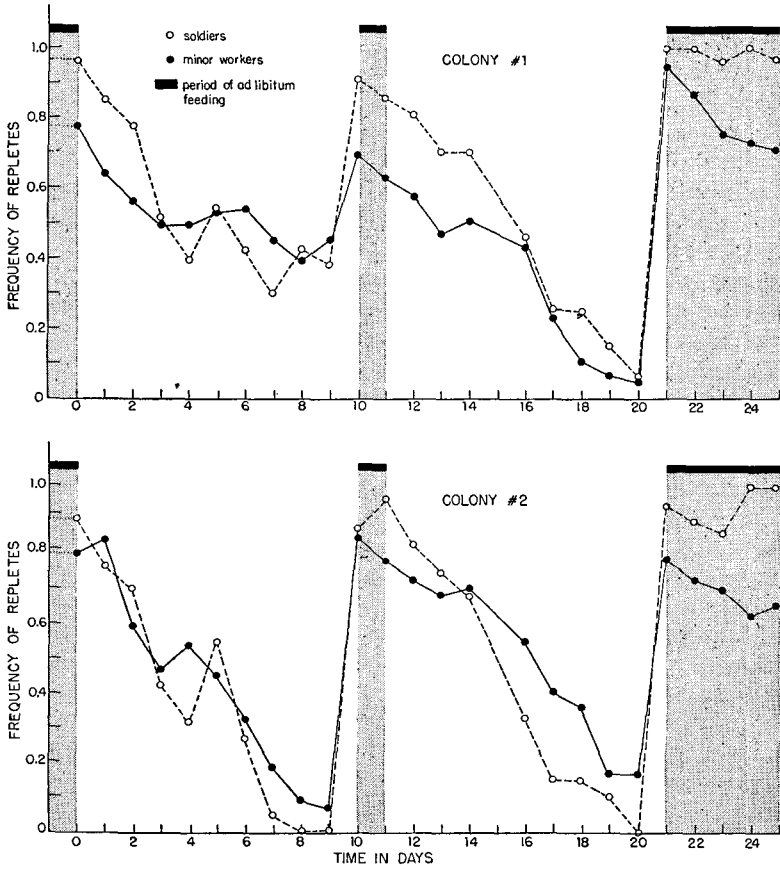 soldiers
minor workers
period of ad libitum
feeding
COLONY #1
FREQUENCY OF REPLETES
1.0
0.8
0.6
0.4
0.2
0
0 2 4 6 8 10 12 14 16 18 20 22 24
COLONY #2
FREQUENCY OF REPLETES
1.0
0.8
0.6
0.4
0.2
0
0 2 4 6 8 10 12 14 16 18 20 22 24
TIME IN DAYS